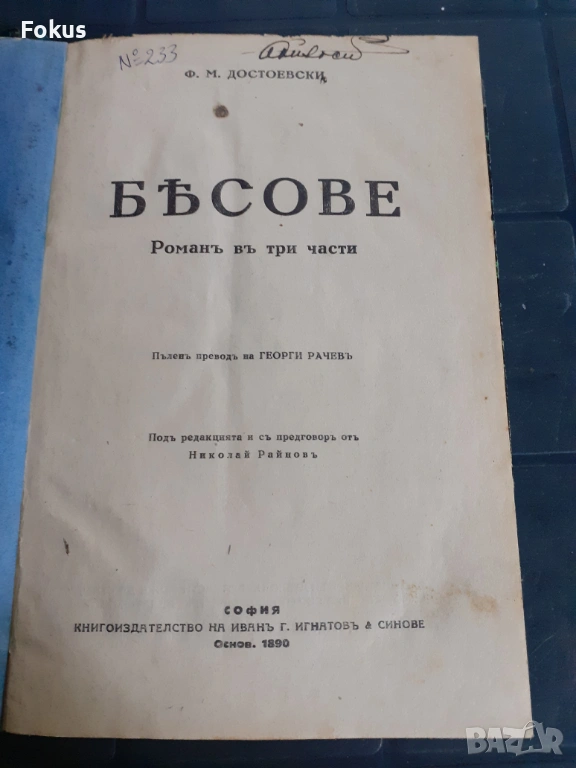 Fokus
№233
Ф. М. ДОСТОЕВСКИ
БѢСОВЕ
Романъ въ три части
Пъленъ преводъ на ГЕОРГИ РАЧЕВЪ
Подъ редакцията и съ предговоръ отъ
Николай Райновъ
СОФИЯ
КНИГОИЗДАТЕЛСТВО НА ИВАНЪ Г. ИГНАТОВЪ & СИНОВЕ
Основ. 1890
BAZAR